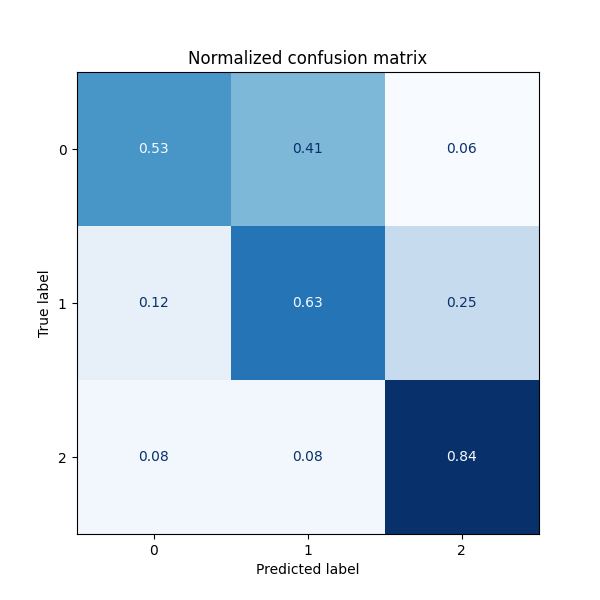 Normalized confusion matrix
0 0.53 0.41 0.06
True label
1 0.12 0.63 0.25
2 0.08 0.08 0.84
0 1 2
Predicted label